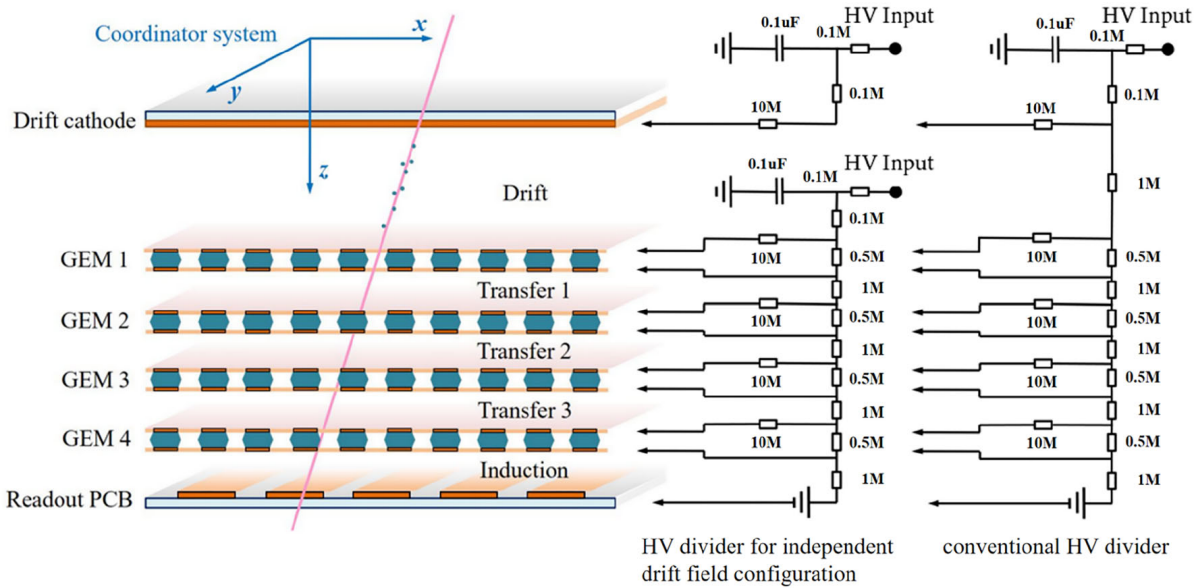 Coordinator system
x
y
z
Drift cathode
Drift
GEM 1
Transfer 1
GEM 2
Transfer 2
GEM 3
Transfer 3
GEM 4
Induction
Readout PCB
HV Input
0.1uF
0.1M
0.1M
10M
HV Input
0.1uF
0.1M
0.1M
10M
0.5M
1M
10M
0.5M
1M
10M
0.5M
1M
10M
0.5M
1M
HV divider for independent
drift field configuration
HV Input
0.1uF
0.1M
0.1M
10M
1M
10M
0.5M
1M
10M
0.5M
1M
10M
0.5M
1M
10M
0.5M
1M
conventional HV divider